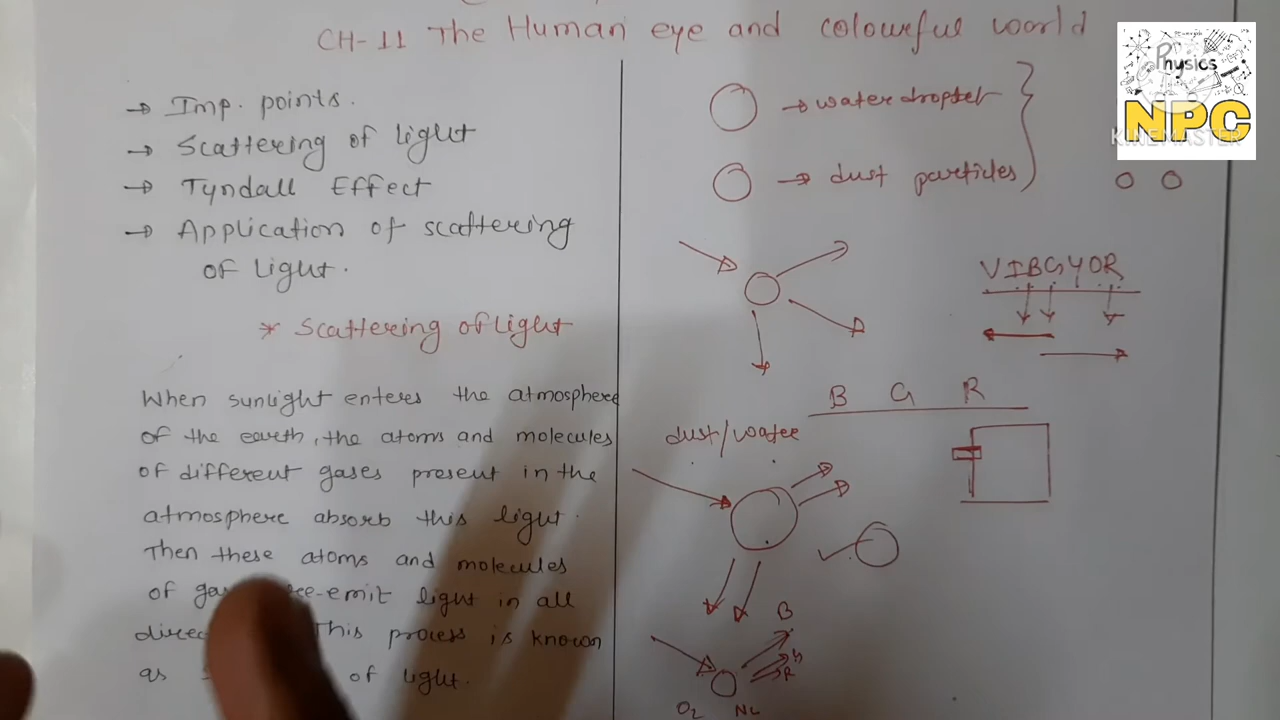 CH-11 The Human eye and colourful world
→ Imp. points.
→ Scattering of light
→ Tyndall Effect
→ Application of scattering
of light.
* Scattering of light
When sunlight enters the atmosphere
of the earth, the atoms and molecules
of different gases present in the
atmosphere absorb this light.
Then these atoms and molecules
of re-emit light in all
This process is known
as of light.
→ water droplet
→ dust particles
VIBGYOR
B G R
dust/water
B
R
O2
Physics
NPC
KINEMASTER